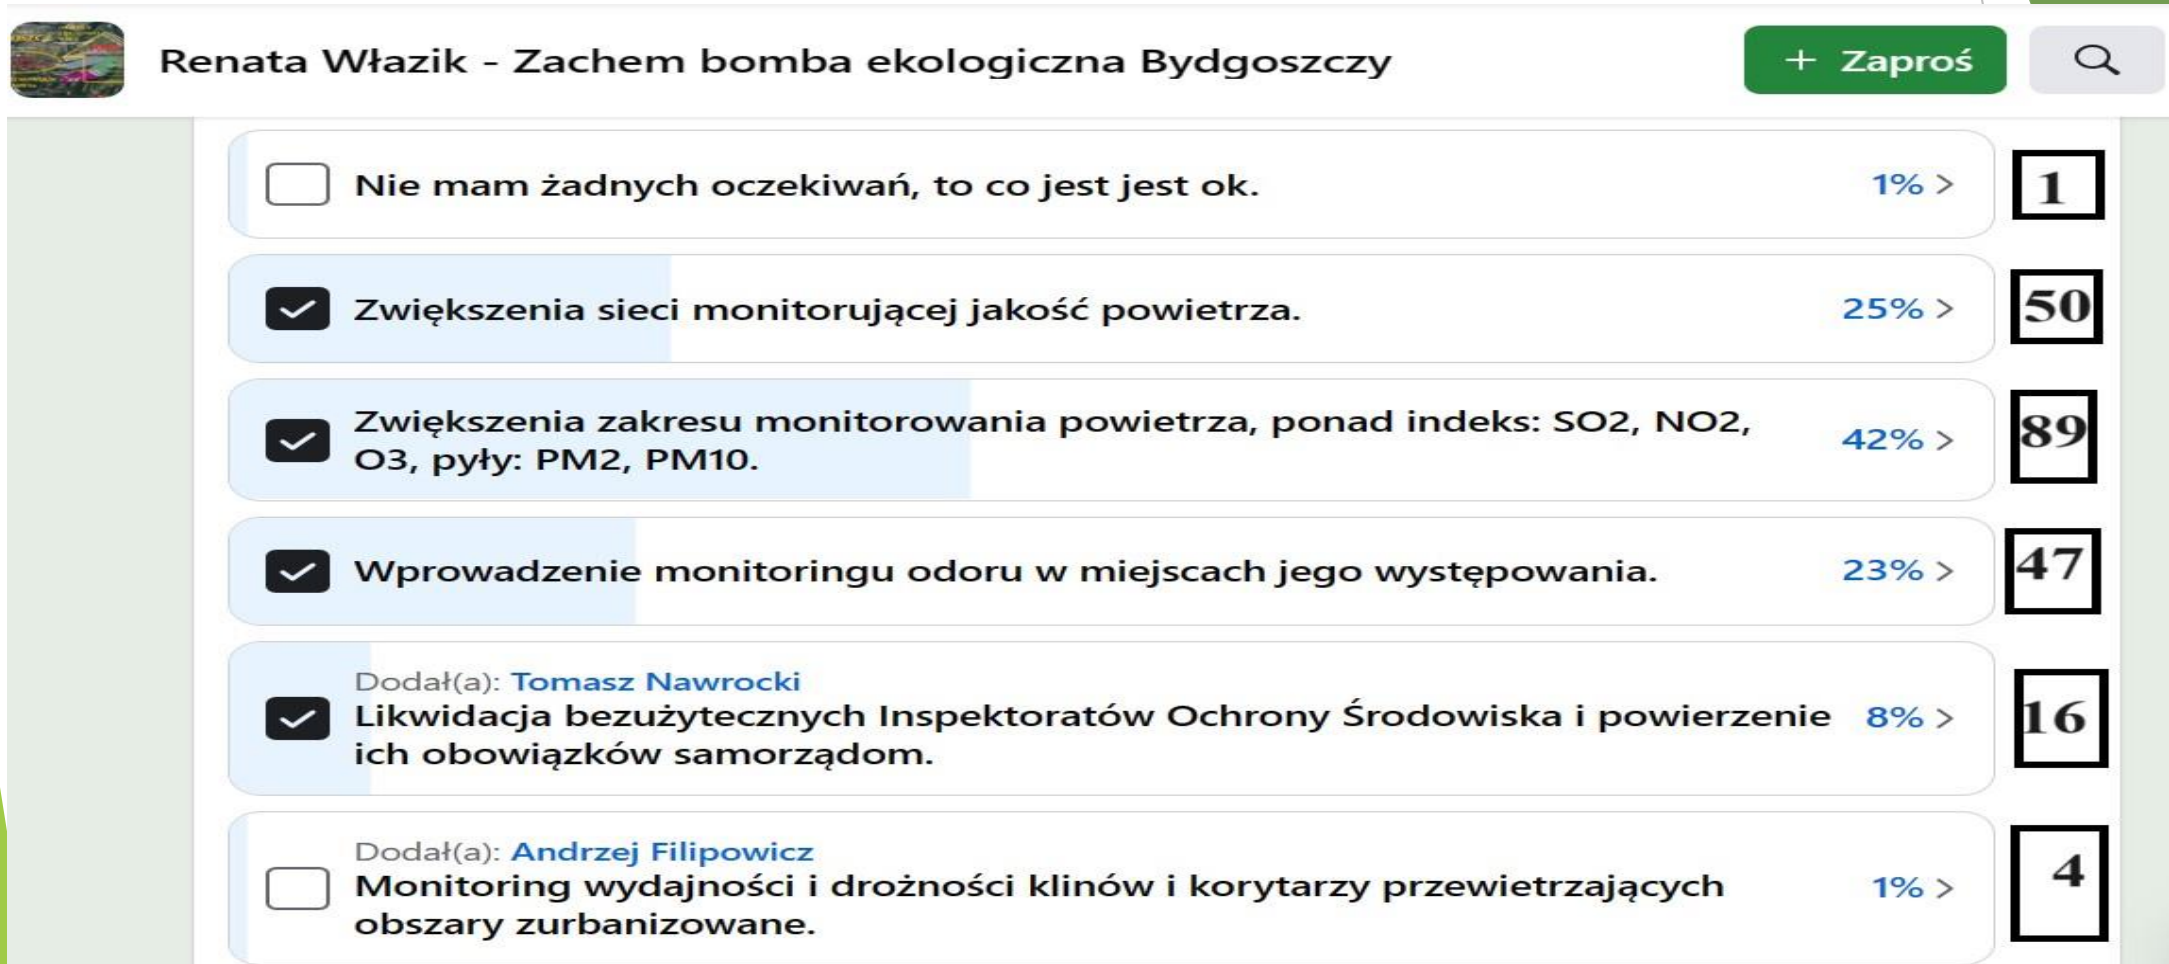 Renata Włazik - Zachem bomba ekologiczna Bydgoszczy
+ Zaproś
Nie mam żadnych oczekiwań, to co jest jest ok.
1% >
1
Zwiększenia sieci monitorującej jakość powietrza.
25% >
50
Zwiększenia zakresu monitorowania powietrza, ponad indeks: SO2, NO2,
O3, pyły: PM2, PM10.
42% >
89
Wprowadzenie monitoringu odoru w miejscach jego występowania.
23% >
47
Dodał(a): Tomasz Nawrocki
Likwidacja bezużytecznych Inspektoratów Ochrony Środowiska i powierzenie
ich obowiązków samorządom.
8% >
16
Dodał(a): Andrzej Filipowicz
Monitoring wydajności i drożności klinów i korytarzy przewietrzających
obszary zurbanizowane.
1% >
4